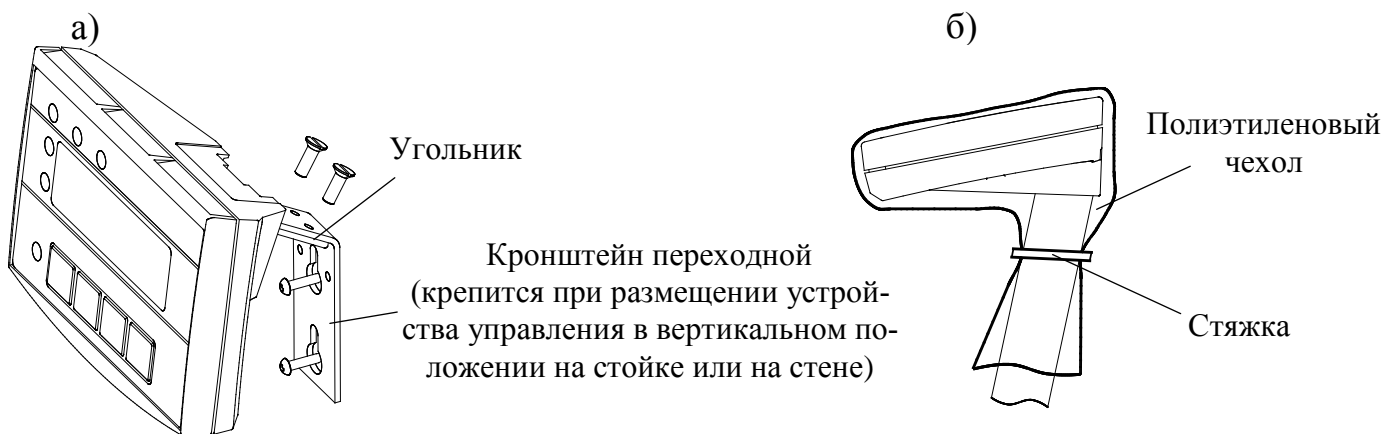 а)
Угольник
Кронштейн переходной
(крепится при размещении устрой-
ства управления в вертикальном по-
ложении на стойке или на стене)
б)
Полиэтиленовый
чехол
Стяжка